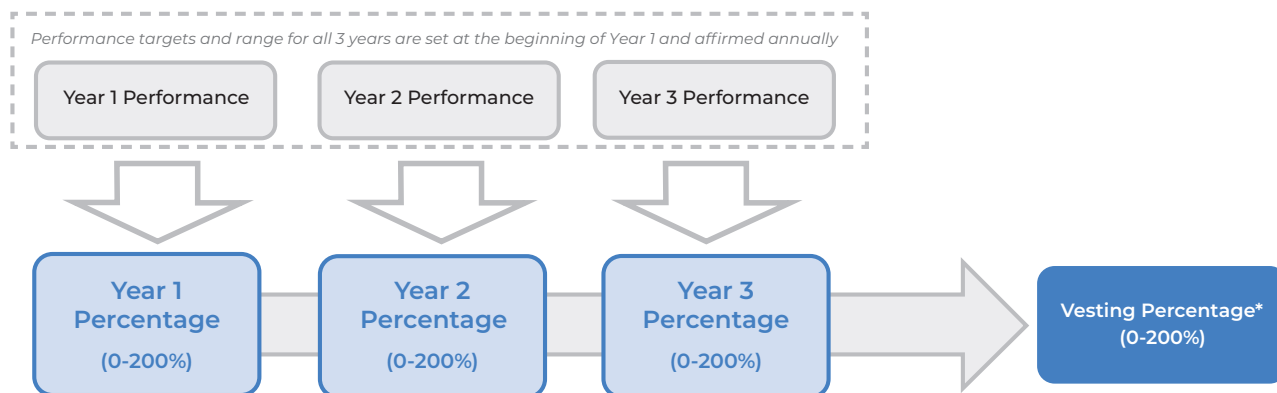 Performance targets and range for all 3 years are set at the beginning of Year 1 and affirmed annually
Year 1 Performance
Year 2 Performance
Year 3 Performance
Year 1
Percentage
(0-200%)
Year 2
Percentage
(0-200%)
Year 3
Percentage
(0-200%)
Vesting Percentage*
(0-200%)